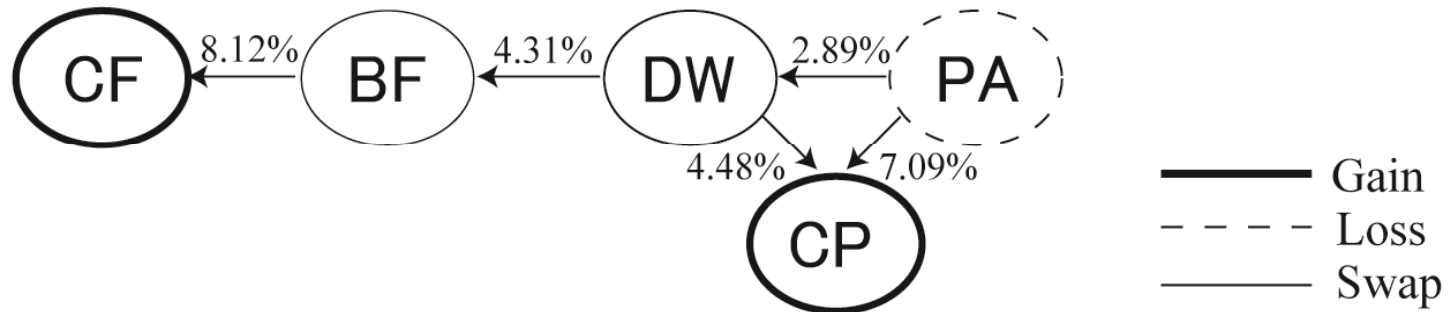 CF 8.12% BF 4.31% DW 2.89% PA
4.48% 7.09%
CP
Gain
Loss
Swap